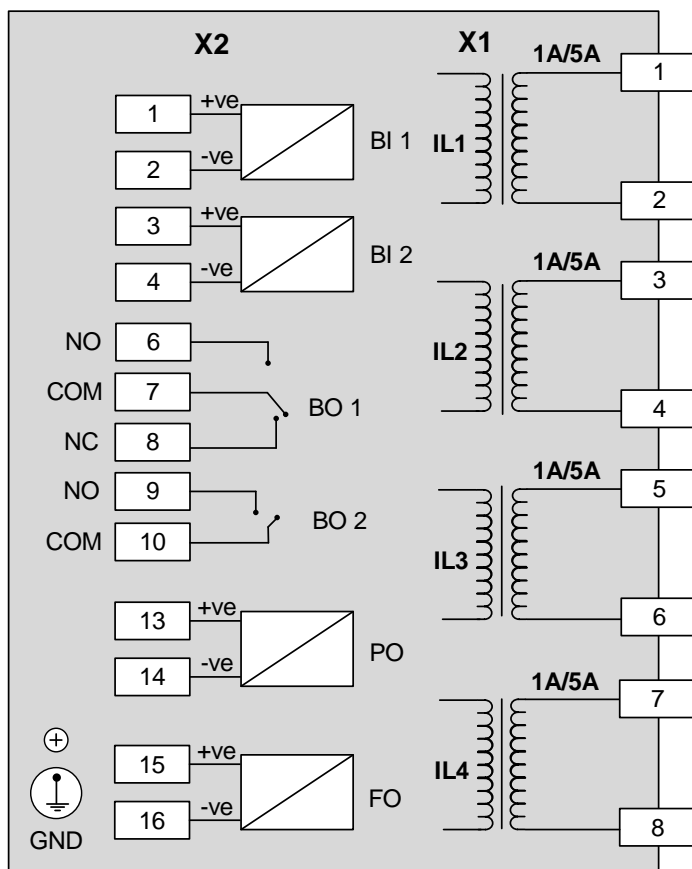 X2
X1
1A/5A
1
1
+ve
BI 1
2
-ve
IL1
2
3
+ve
BI 2
4
-ve
1A/5A
3
NO
6
IL2
COM
7
BO 1
4
NC
8
NO
9
BO 2
COM
10
1A/5A
5
IL3
13
+ve
PO
14
-ve
6
1A/5A
7
15
+ve
FO
16
-ve
IL4
8
GND